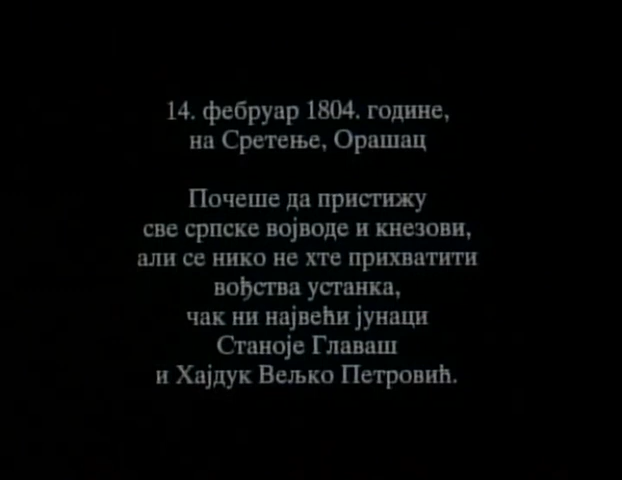 14. фебруар 1804. године,
на Сретење, Орашац
Почеше да пристижу
све српске војводе и кнезови,
али се нико не хте прихватити
вођства устанка,
чак ни највећи јунаци
Станоје Главаш
и Хајдук Вељко Петровић.